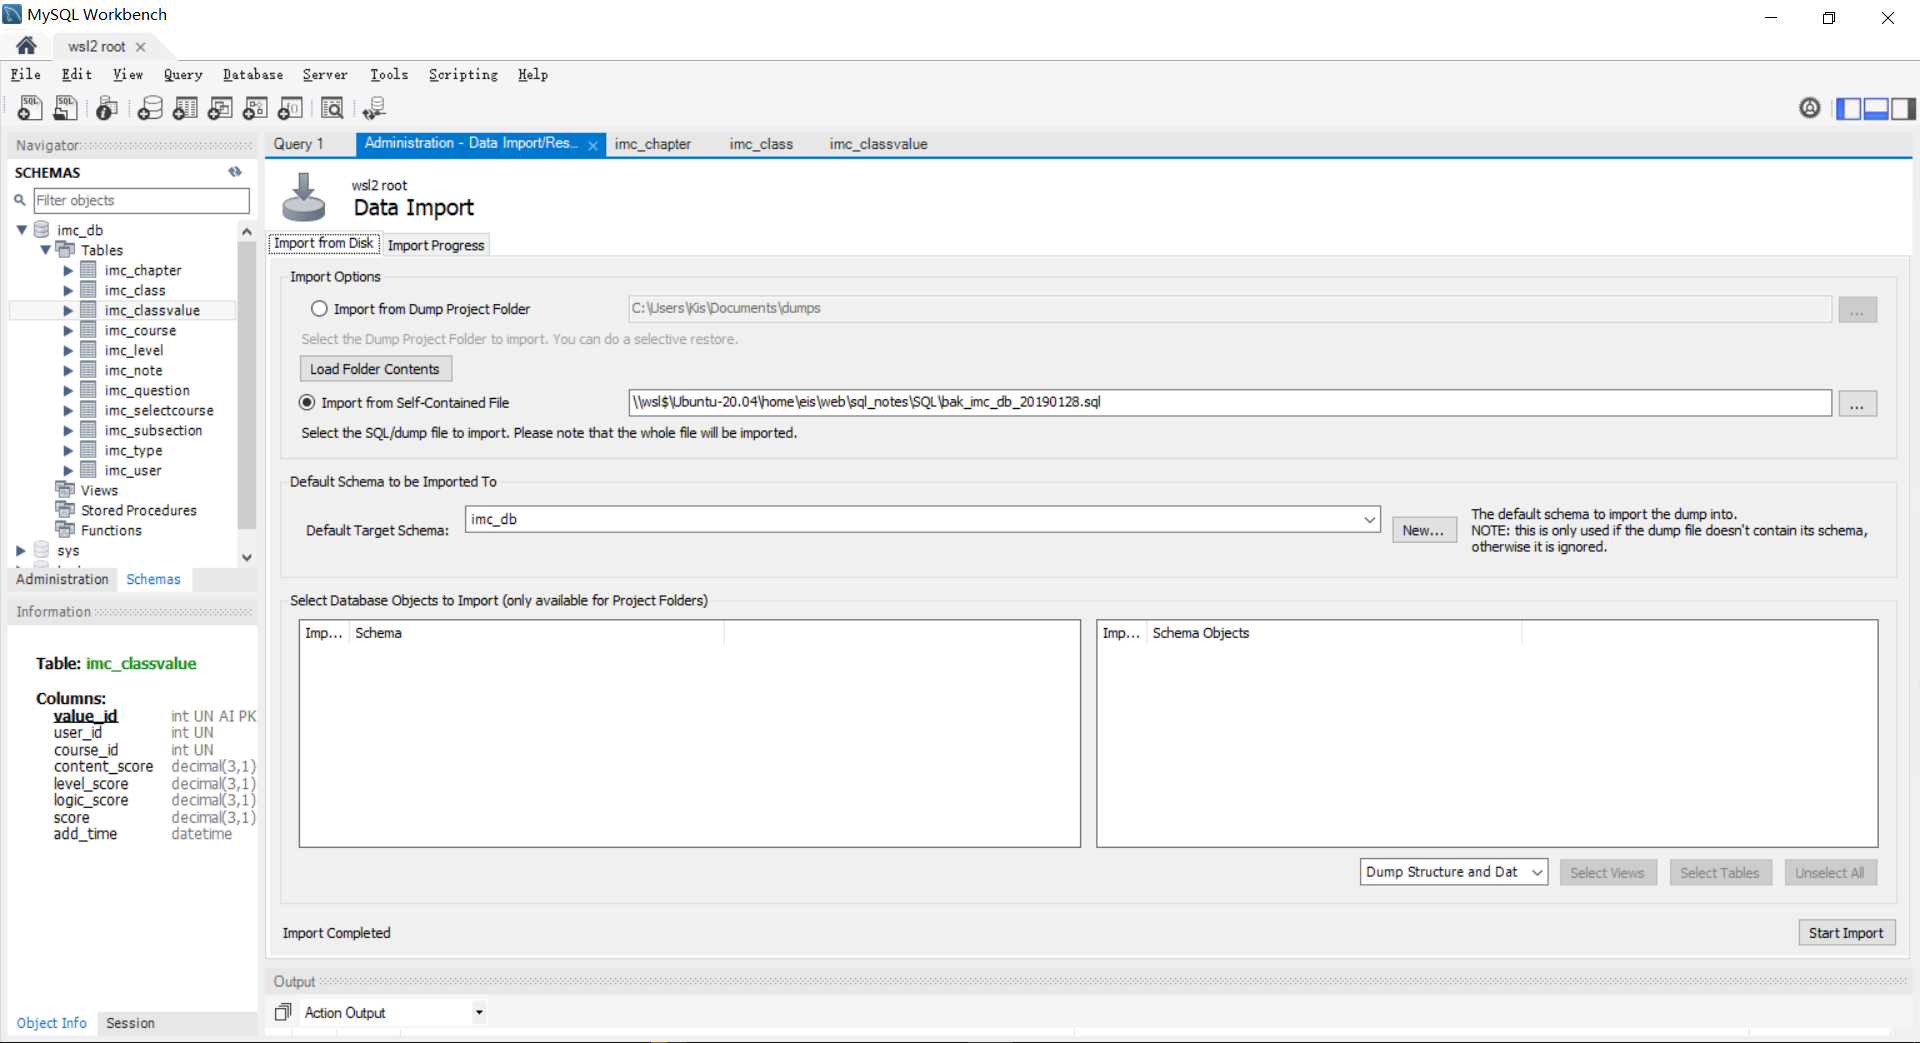 MySQL Workbench
wsl2 root
File Edit View Query Database Server Tools Scripting Help
Navigator
SCHEMAS
Filter objects
imc_db
Tables
imc_chapter
imc_class
imc_classvalue
imc_course
imc_level
imc_note
imc_question
imc_selectcourse
imc_subsection
imc_type
imc_user
Views
Stored Procedures
Functions
sys
Administration Schemas
Information
Table: imc_classvalue
Columns:
value_id int UN AI PK
user_id int UN
course_id int UN
content_score decimal(3,1)
level_score decimal(3,1)
logic_score decimal(3,1)
score decimal(3,1)
add_time datetime
Object Info Session
Query 1 Administration - Data Import/Res... imc_chapter imc_class imc_classvalue
wsl2 root
Data Import
Import from Disk Import Progress
Import Options
Import from Dump Project Folder C:\Users\Kis\Documents\dumps ...
Select the Dump Project Folder to import. You can do a selective restore.
Load Folder Contents
Import from Self-Contained File \\wsl$\Ubuntu-20.04\home\eis\web\sql_notes\SQL\bak_imc_db_20190128.sql ...
Select the SQL/dump file to import. Please note that the whole file will be imported.
Default Schema to be Imported To
Default Target Schema: imc_db New...
The default schema to import the dump into.
NOTE: this is only used if the dump file doesn't contain its schema,
otherwise it is ignored.
Select Database Objects to Import (only available for Project Folders)
Imp... Schema
Imp... Schema Objects
Dump Structure and Dat Select Views Select Tables Unselect All
Import Completed
Start Import
Output
Action Output